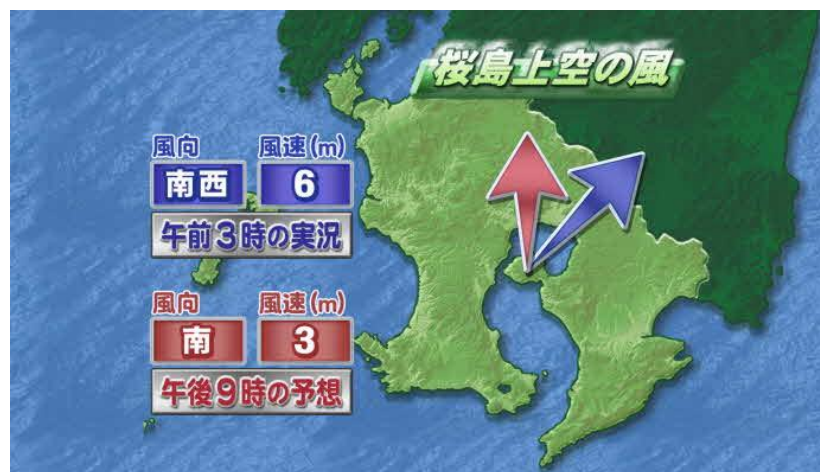 桜島上空の風
風向 風速(m)
南西 6
午前3時の実況
風向 風速(m)
南 3
午後9時の予想